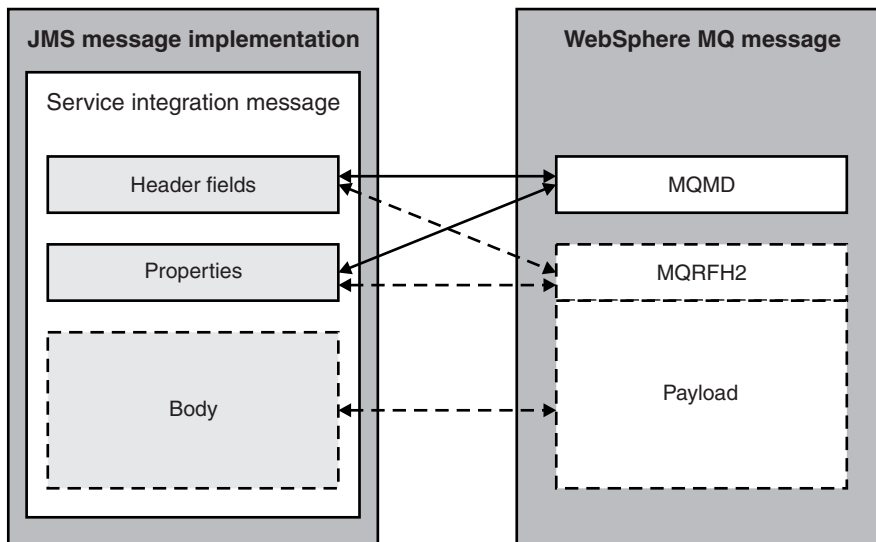 JMS message implementation
Service integration message
Header fields
Properties
Body
WebSphere MQ message
MQMD
MQRFH2
Payload